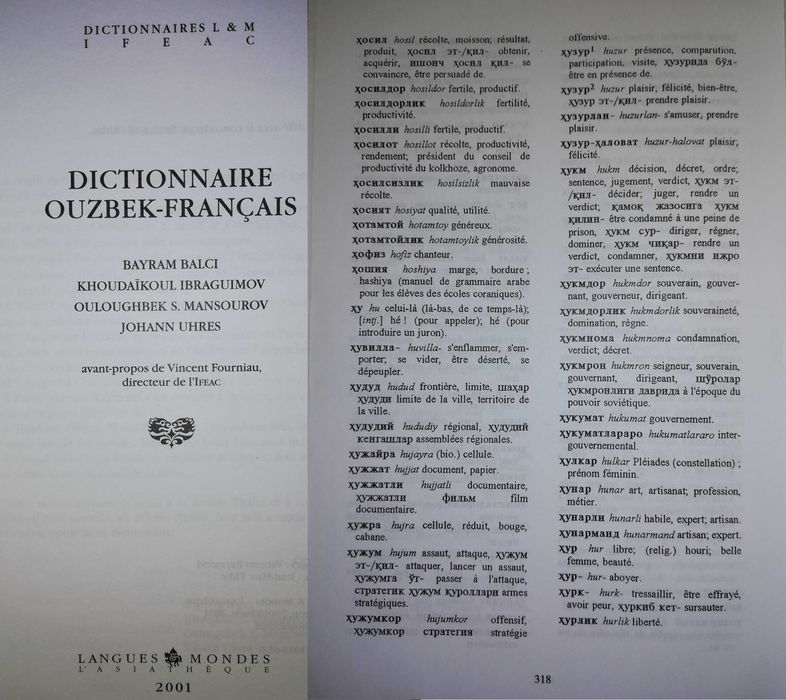 DICTIONNAIRES L & M
IFEAC
DICTIONNAIRE
OUZBEK-FRANÇAIS
BAYRAM BALCI
KHOUDAÏKOUL IBRAGUIMOV
OULOUGHBEK S. MANSOUROV
JOHANN UHRES
avant-propos de Vincent Fourniau,
directeur de l'IFEAC
LANGUES MONDES
L'ASIATHÈQUE
2001
ҳосил hosil récolte, moisson; résultat,
produit, ҳосил эт-/қил- obtenir,
acquérir, ишонч ҳосил қил- se
convaincre, être persuadé de.
ҳосилдор hosildor fertile, productif.
ҳосилдорлик hosildorlik fertilité,
productivité.
ҳосилли hosilli fertile, productif.
ҳосилот hosillot récolte, productivité,
rendement; président du conseil de
productivité du kolkhoze, agronome.
ҳосилсизлик hosilsizlik mauvaise
récolte.
ҳосият hosiyat qualité, utilité.
ҳотамтой hotamtoy généreux.
ҳотамтойлик hotamtoylik générosité.
ҳофиз hofiz chanteur.
ҳошия hoshiya marge, bordure ;
hashiya (manuel de grammaire arabe
pour les élèves des écoles coraniques).
ҳу hu celui-là (là-bas, de ce temps-là);
[intj.] hé ! (pour appeler); hé (pour
introduire un juron).
ҳувилла- huvilla- s'enflammer, s'em-
porter; se vider, être déserté, se
dépeupler.
ҳудуд hudud frontière, limite, шаҳар
ҳудуди limite de la ville, territoire de
la ville.
ҳудудий hududiy régional, ҳудудий
кенгашлар assemblées régionales.
ҳужайра hujayra (bio.) cellule.
ҳужжат hujjat document, papier.
ҳужжатли hujjatli documentaire,
ҳужжатли фильм film
documentaire.
ҳужра hujra cellule, réduit, bouge,
cabane.
ҳужум hujum assaut, attaque, ҳужум
эт-/қил- attaquer, lancer un assaut,
ҳужумга ўт- passer à l'attaque,
стратегик ҳужум қуроллари armes
stratégiques.
ҳужумкор hujumkor offensif,
ҳужумкор стратегия stratégie
offensive.
ҳузур¹ huzur présence, comparution,
participation, visite, ҳузурида бўл-
être en présence de.
ҳузур² huzur plaisir, félicité, bien-être,
ҳузур эт-/қил- prendre plaisir.
ҳузурлан- huzurlan- s'amuser, prendre
plaisir.
ҳузур-ҳаловат huzur-halovat plaisir;
félicité.
ҳукм hukm décision, décret, ordre;
sentence, jugement, verdict, ҳукм эт-
/қил- décider; juger, rendre un
verdict; қамоқ жазосига ҳукм
қилин- être condamné à une peine de
prison, ҳукм сур- diriger, régner,
dominer, ҳукм чиқар- rendre un
verdict, condamner, ҳукмни ижро
эт- exécuter une sentence.
ҳукмдор hukmdor souverain, gouver-
nant, gouverneur, dirigeant.
ҳукмдорлик hukmdorlik souveraineté,
domination, règne.
ҳукмнома hukmnoma condamnation,
verdict; décret.
ҳукмрон hukmron seigneur, souverain,
gouvernant, dirigeant, шўролар
ҳукмронлиги даврида à l'époque du
pouvoir soviétique.
ҳукумат hukumat gouvernement.
ҳукуматлараро hukumatlararo inter-
gouvernemental.
ҳулкар hulkar Pléiades (constellation) ;
prénom féminin.
ҳунар hunar art, artisanat; profession,
métier.
ҳунарли hunarli habile, expert; artisan.
ҳунарманд hunarmand artisan; expert.
ҳур hur libre; (relig.) houri; belle
femme, beauté.
ҳур- hur- aboyer.
ҳурк- hurk- tressaillir, être effrayé,
avoir peur, ҳуркиб кет- sursauter.
ҳурлик hurlik liberté.
318